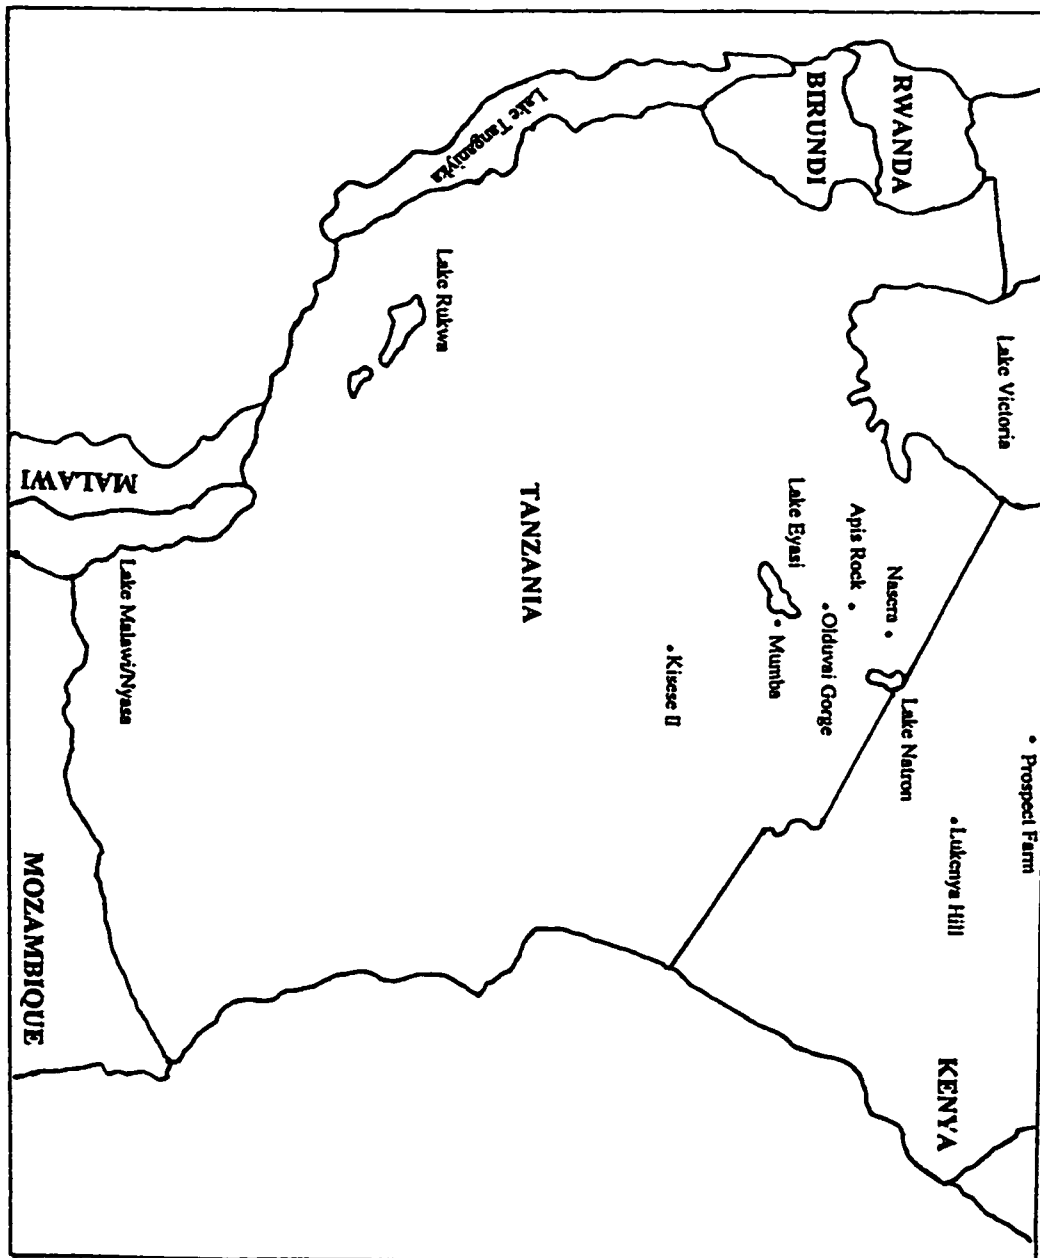 Prospect Farm
Lake Victoria
Lukenya Hill
KENYA
Lake Natron
RWANDA
Nasera
Apis Rock
Olduvai Gorge
BIRUNDI
Lake Eyasi
Mumba
Kisese II
TANZANIA
Lake Tanganiyka
Lake Rukwa
Lake Malawi/Nyasa
MALAWI
MOZAMBIQUE